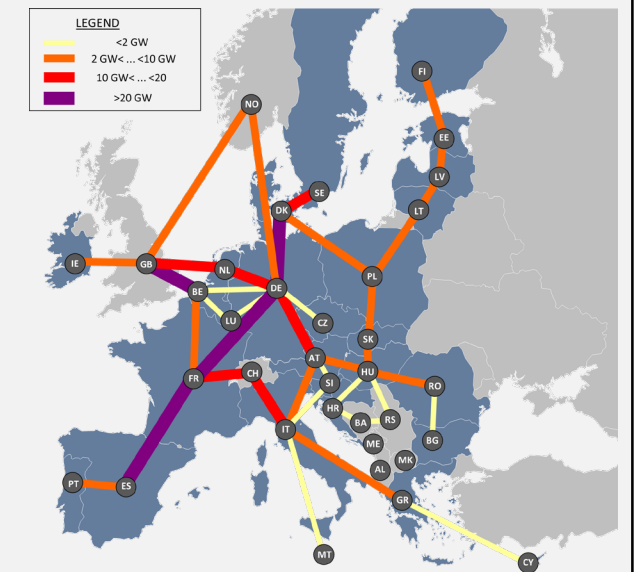 LEGEND
<2 GW
2 GW< ... <10 GW
10 GW< ... <20
>20 GW
FI
NO
EE
LV
SE
DK
LT
IE
GB
NL
PL
BE
DE
LU
CZ
SK
AT
FR
CH
HU
SI
RO
HR
RS
BA
IT
BG
ME
MK
AL
PT
ES
GR
MT
CY